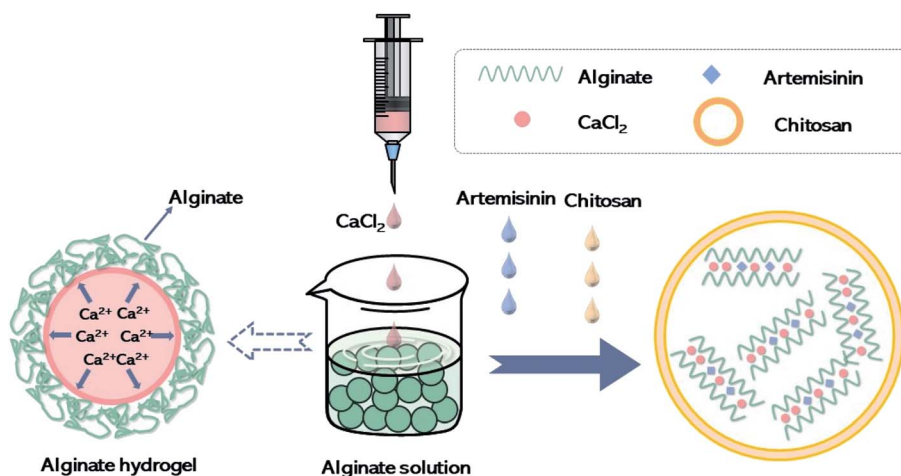 Alginate
Artemisinin
CaCl₂
Chitosan
Alginate
CaCl₂
Artemisinin
Chitosan
Ca²⁺ Ca²⁺
Ca²⁺ Ca²⁺
Ca²⁺Ca²⁺
Alginate hydrogel
Alginate solution